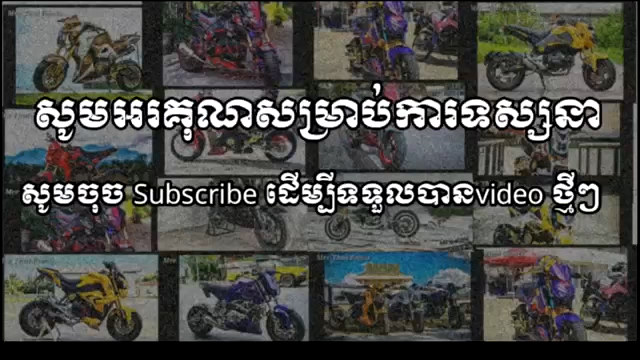 សូមអរគុណសម្រាប់ការទស្សនា
សូមចុច Subscribe ដើម្បីទទួលបានvideo ថ្មីៗ